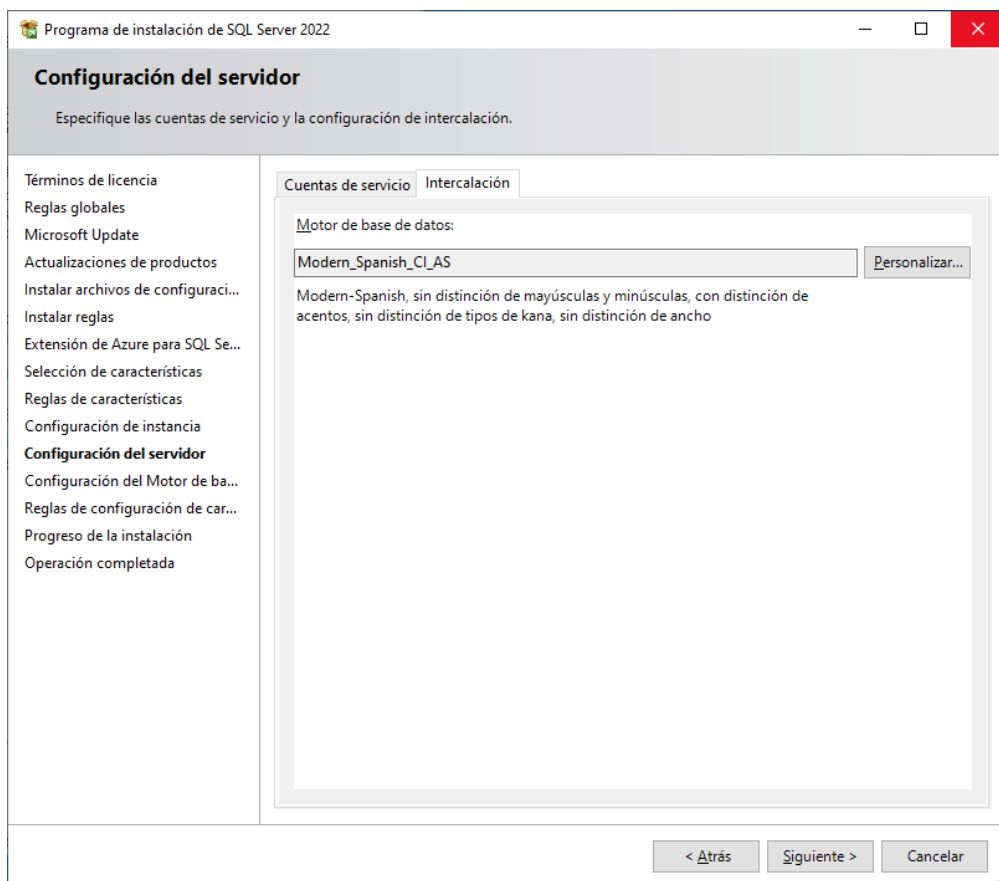 Programa de instalación de SQL Server 2022
Configuración del servidor
Especifique las cuentas de servicio y la configuración de intercalación.
Términos de licencia
Reglas globales
Microsoft Update
Actualizaciones de productos
Instalar archivos de configuraci...
Instalar reglas
Extensión de Azure para SQL Se...
Selección de características
Reglas de características
Configuración de instancia
Configuración del servidor
Configuración del Motor de ba...
Reglas de configuración de car...
Progreso de la instalación
Operación completada
Cuentas de servicio Intercalación
Motor de base de datos:
Modern_Spanish_CI_AS Personalizar...
Modern-Spanish, sin distinción de mayúsculas y minúsculas, con distinción de
acentos, sin distinción de tipos de kana, sin distinción de ancho
< Atrás Siguiente > Cancelar